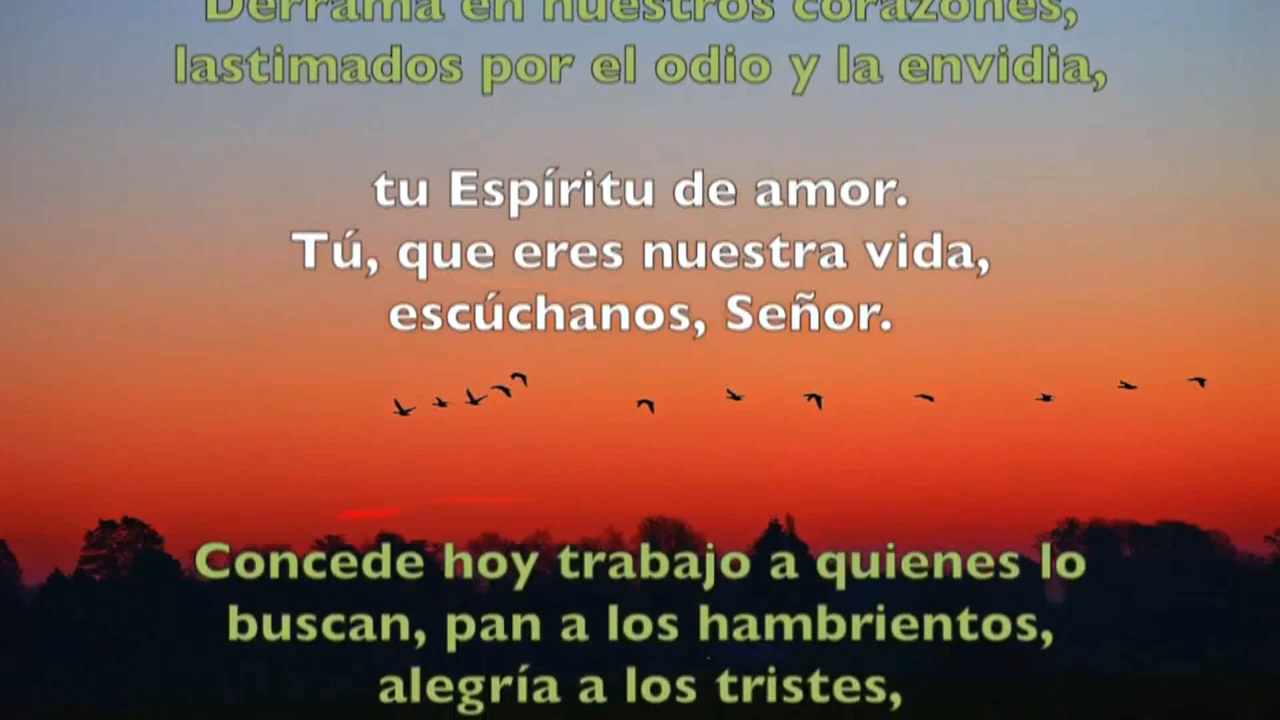 Derrama en nuestros corazones,
lastimados por el odio y la envidia,
tu Espíritu de amor.
Tú, que eres nuestra vida,
escúchanos, Señor.
Concede hoy trabajo a quienes lo
buscan, pan a los hambrientos,
alegría a los tristes,